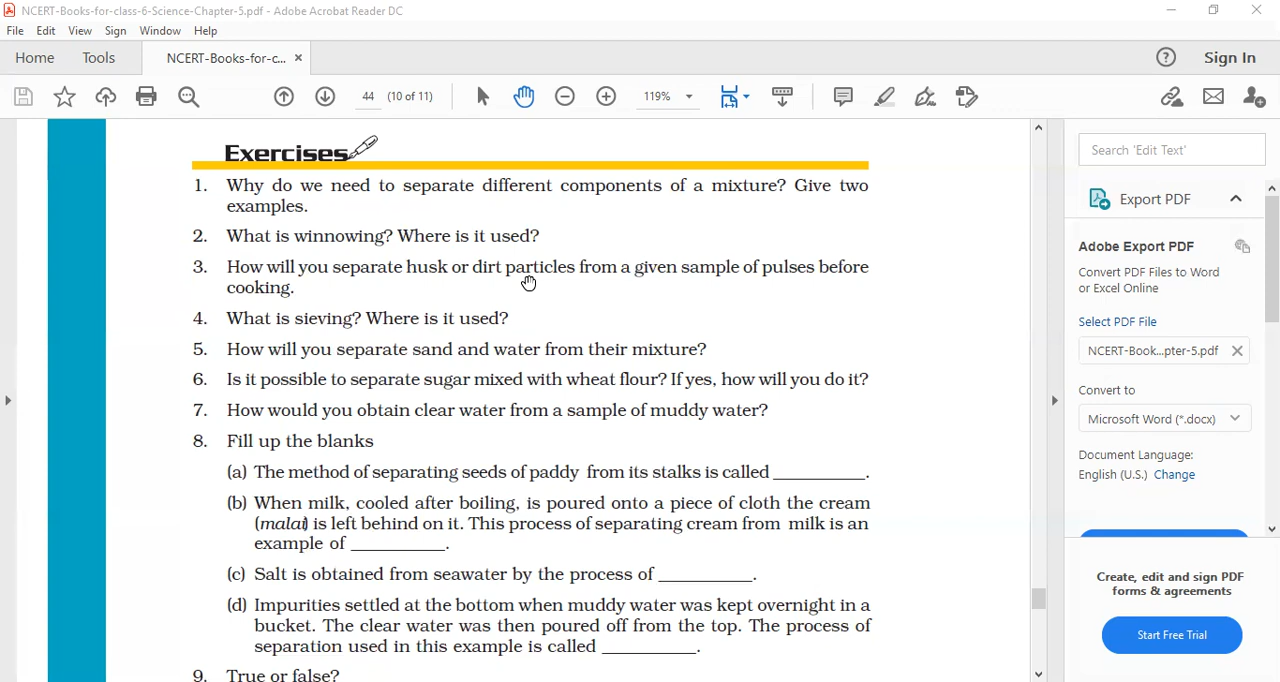 NCERT-Books-for-class-6-Science-Chapter-5.pdf - Adobe Acrobat Reader DC
File Edit View Sign Window Help
Home Tools NCERT-Books-for-c... × Sign In
44 (10 of 11) 119%
Exercises
1. Why do we need to separate different components of a mixture? Give two
examples.
2. What is winnowing? Where is it used?
3. How will you separate husk or dirt particles from a given sample of pulses before
cooking.
4. What is sieving? Where is it used?
5. How will you separate sand and water from their mixture?
6. Is it possible to separate sugar mixed with wheat flour? If yes, how will you do it?
7. How would you obtain clear water from a sample of muddy water?
8. Fill up the blanks
(a) The method of separating seeds of paddy from its stalks is called __________.
(b) When milk, cooled after boiling, is poured onto a piece of cloth the cream
(malai) is left behind on it. This process of separating cream from milk is an
example of __________.
(c) Salt is obtained from seawater by the process of __________.
(d) Impurities settled at the bottom when muddy water was kept overnight in a
bucket. The clear water was then poured off from the top. The process of
separation used in this example is called __________.
9. True or false?
Search 'Edit Text'
Export PDF
Adobe Export PDF
Convert PDF Files to Word
or Excel Online
Select PDF File
NCERT-Book...pter-5.pdf
Convert to
Microsoft Word (*.docx)
Document Language:
English (U.S.) Change
Create, edit and sign PDF
forms & agreements
Start Free Trial